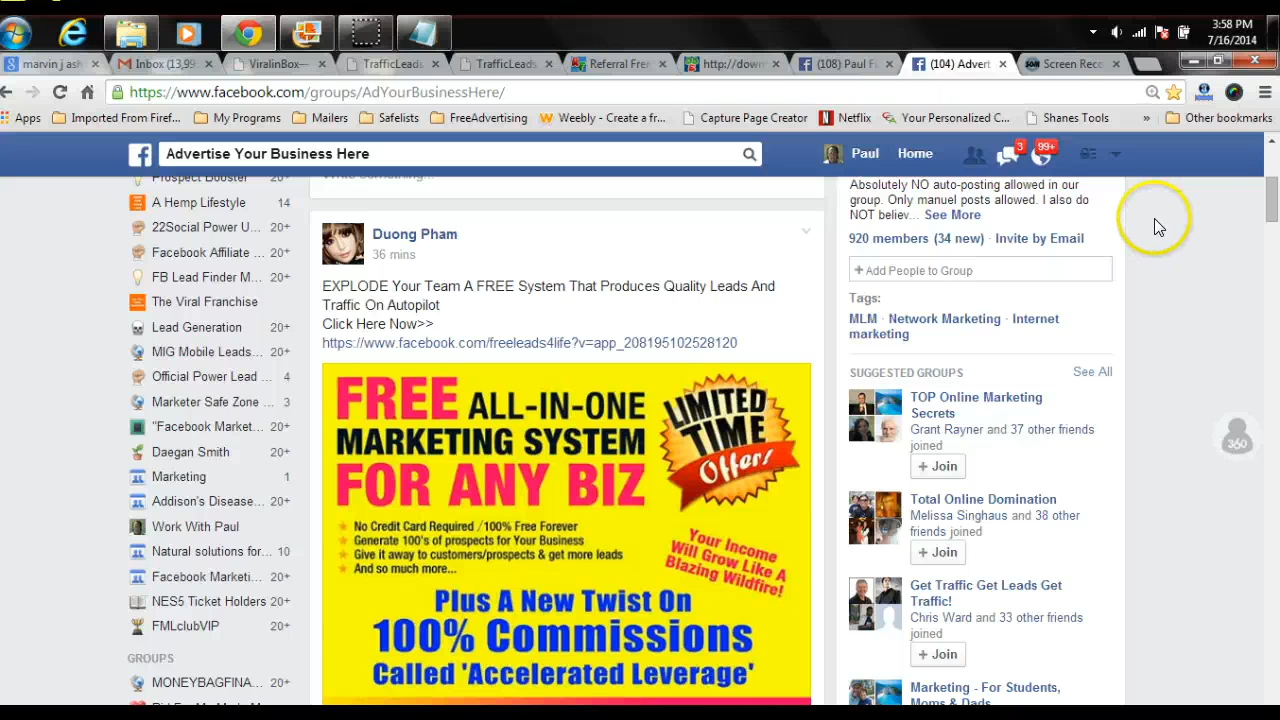 3:58 PM
7/16/2014
marvin j ash
Inbox (13,99
ViralinBox—
TrafficLead
TrafficLeads
Referral Fre
http://down
(108) Paul F
(104) Advert
Screen Rece
https://www.facebook.com/groups/AdYourBusinessHere/
Apps
Imported From Firef...
My Programs
Mailers
Safelists
FreeAdvertising
Weebly - Create a fr...
Capture Page Creator
Netflix
Your Personalized C...
Shanes Tools
»
Other bookmarks
Advertise Your Business Here
Paul
Home
3
99+
Prospect Booster 20+
A Hemp Lifestyle 14
22Social Power U... 20+
Facebook Affiliate ... 20+
FB Lead Finder M... 20+
The Viral Franchise 20+
Lead Generation 20+
MIG Mobile Leads... 20+
Official Power Lead ... 4
Marketer Safe Zone ... 3
"Facebook Market... 20+
Daegan Smith 20+
Marketing 1
Addison's Disease... 20+
Work With Paul
Natural solutions for... 10
Facebook Marketi... 20+
NES5 Ticket Holders 20+
FMLclubVIP 20+
GROUPS
MONEYBAGFINA... 20+
Write something...
Duong Pham
36 mins
EXPLODE Your Team A FREE System That Produces Quality Leads And
Traffic On Autopilot
Click Here Now>>
https://www.facebook.com/freeleads4life?v=app_208195102528120
FREE ALL-IN-ONE
MARKETING SYSTEM
FOR ANY BIZ
LIMITED
TIME
Offers
No Credit Card Required /100% Free Forever
Generate 100's of prospects for Your Business
Give it away to customers/prospects & get more leads
And so much more...
Your Income
Will Grow Like A
Blazing Wildfire!
Plus A New Twist On
100% Commissions
Called 'Accelerated Leverage'
Absolutely NO auto-posting allowed in our
group. Only manuel posts allowed. I also do
NOT believ... See More
920 members (34 new) · Invite by Email
+ Add People to Group
Tags:
MLM · Network Marketing · Internet
marketing
SUGGESTED GROUPS See All
TOP Online Marketing
Secrets
Grant Rayner and 37 other friends
joined
+ Join
Total Online Domination
Melissa Singhaus and 38 other
friends joined
+ Join
Get Traffic Get Leads Get
Traffic!
Chris Ward and 33 other friends
joined
+ Join
Marketing - For Students,
Moms & Dads
360